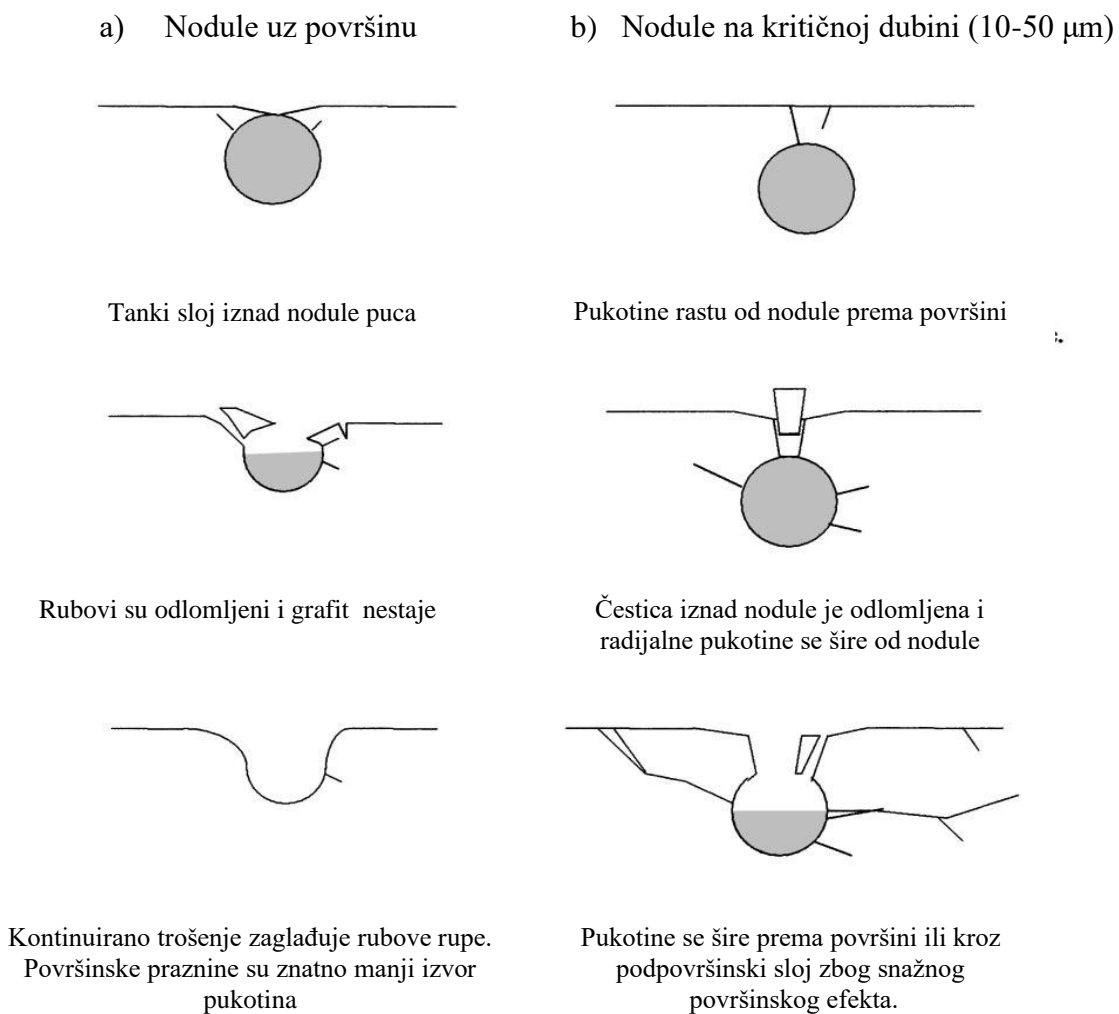 a) Nodule uz površinu
b) Nodule na kritičnoj dubini (10-50 μm)
Tanki sloj iznad nodule puca
Pukotine rastu od nodule prema površini
Rubovi su odlomljeni i grafit nestaje
Čestica iznad nodule je odlomljena i
radijalne pukotine se šire od nodule
Kontinuirano trošenje zaglađuje rubove rupe.
Površinske praznine su znatno manji izvor
pukotina
Pukotine se šire prema površini ili kroz
podpovršinski sloj zbog snažnog
površinskog efekta.